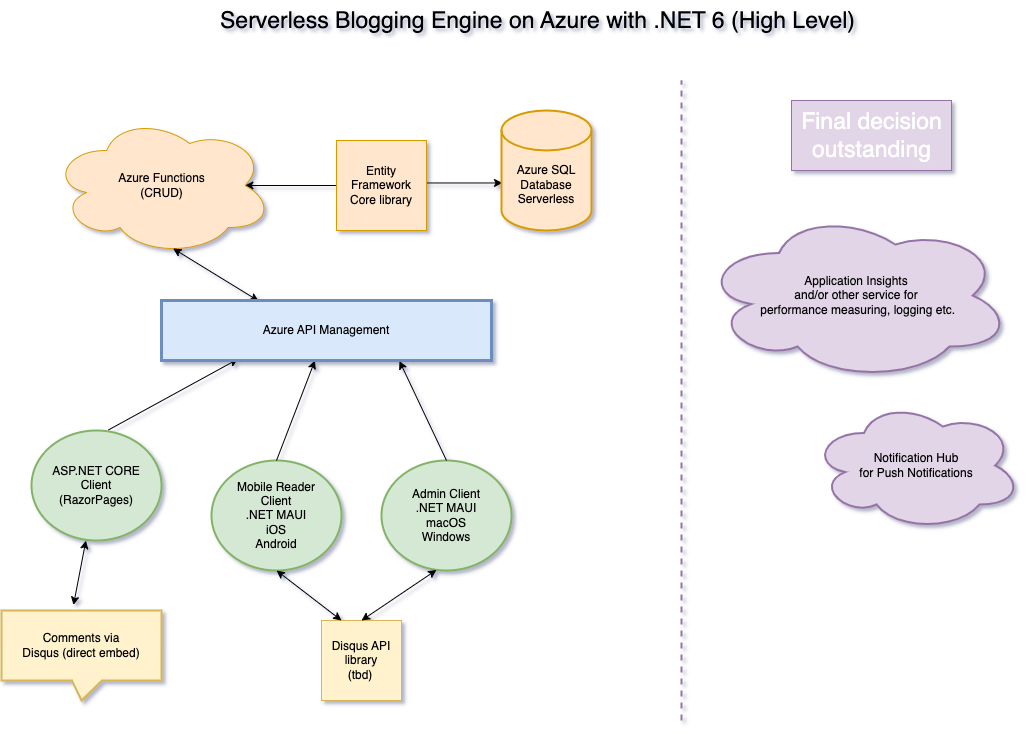 Serverless Blogging Engine on Azure with .NET 6 (High Level)
Final decision
outstanding
Azure Functions
(CRUD)
Entity
Framework
Core library
Azure SQL
Database
Serverless
Application Insights
and/or other service for
performance measuring, logging etc.
Azure API Management
Notification Hub
for Push Notifications
ASP.NET CORE
Client
(RazorPages)
Mobile Reader
Client
.NET MAUI
iOS
Android
Admin Client
.NET MAUI
macOS
Windows
Comments via
Disqus (direct embed)
Disqus API
library
(tbd)